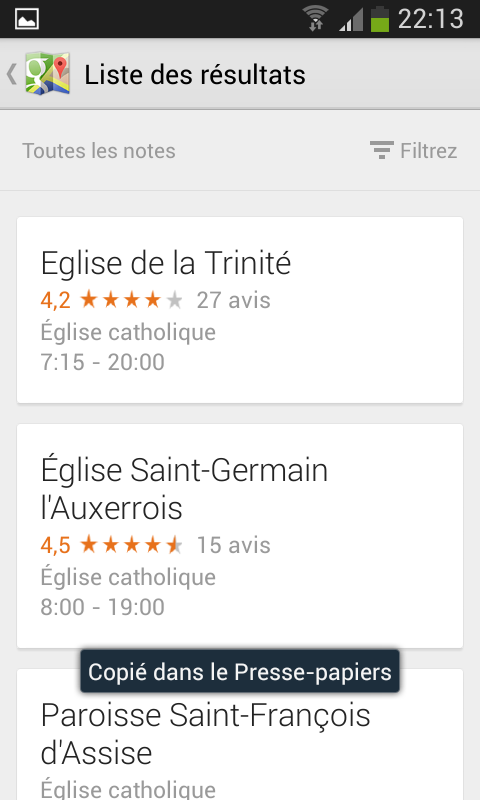 22:13
Liste des résultats
Toutes les notes
Filtrez
Eglise de la Trinité
4,2 27 avis
Église catholique
7:15 - 20:00
Église Saint-Germain
l'Auxerrois
4,5 15 avis
Église catholique
8:00 - 19:00
Copié dans le Presse-papiers
Paroisse Saint-François
d'Assise
Église catholique